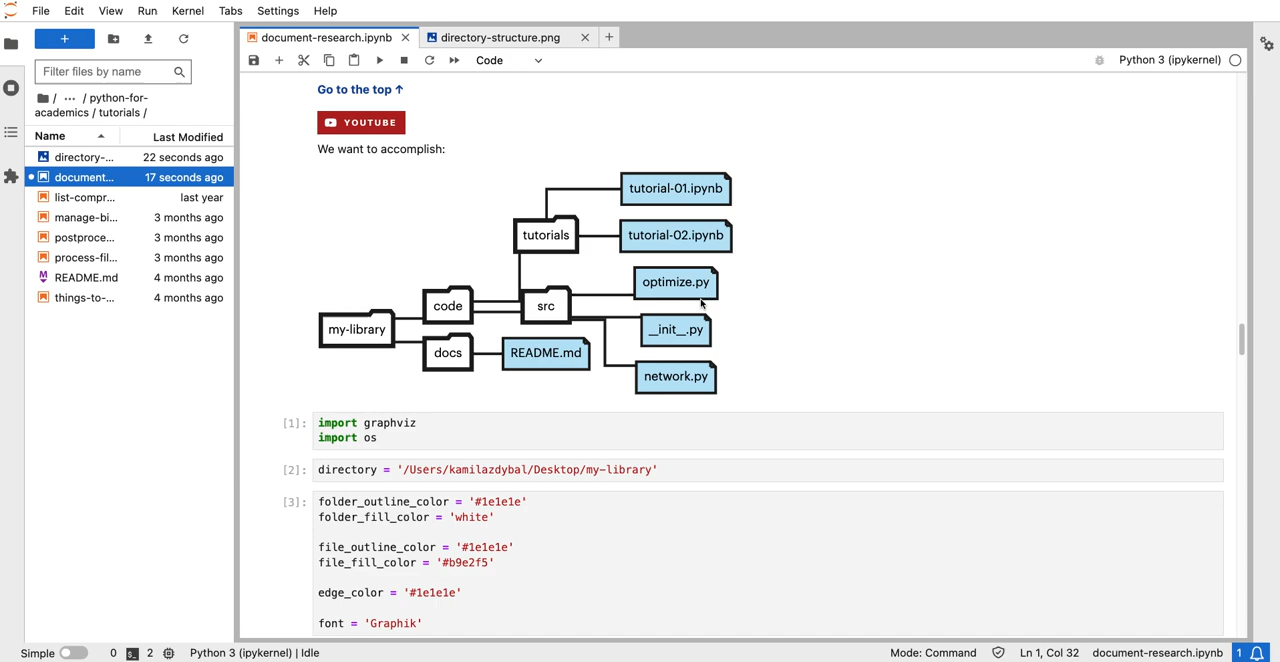 File Edit View Run Kernel Tabs Settings Help
+
Filter files by name
/ ··· / python-for-
academics / tutorials /
Name Last Modified
directory-... 22 seconds ago
document... 17 seconds ago
list-compr... last year
manage-bi... 3 months ago
postproce... 3 months ago
process-fil... 3 months ago
README.md 4 months ago
things-to-... 4 months ago
document-research.ipynb
directory-structure.png
Code
Python 3 (ipykernel)
Go to the top ↑
YOUTUBE
We want to accomplish:
tutorial-01.ipynb
tutorials
tutorial-02.ipynb
optimize.py
code
src
my-library
__init__.py
docs
README.md
network.py
[1]: import graphviz
import os
[2]: directory = '/Users/kamilazdybal/Desktop/my-library'
[3]: folder_outline_color = '#1e1e1e'
folder_fill_color = 'white'
file_outline_color = '#1e1e1e'
file_fill_color = '#b9e2f5'
edge_color = '#1e1e1e'
font = 'Graphik'
Simple 0 2 Python 3 (ipykernel) | Idle Mode: Command Ln 1, Col 32 document-research.ipynb 1